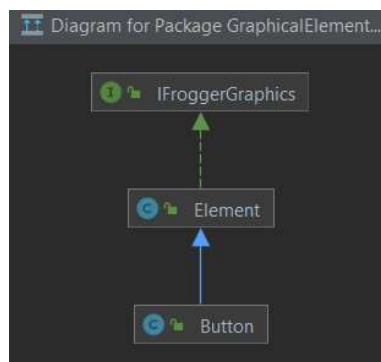 Diagram for Package GraphicalElement...
IFroggerGraphics
Element
Button